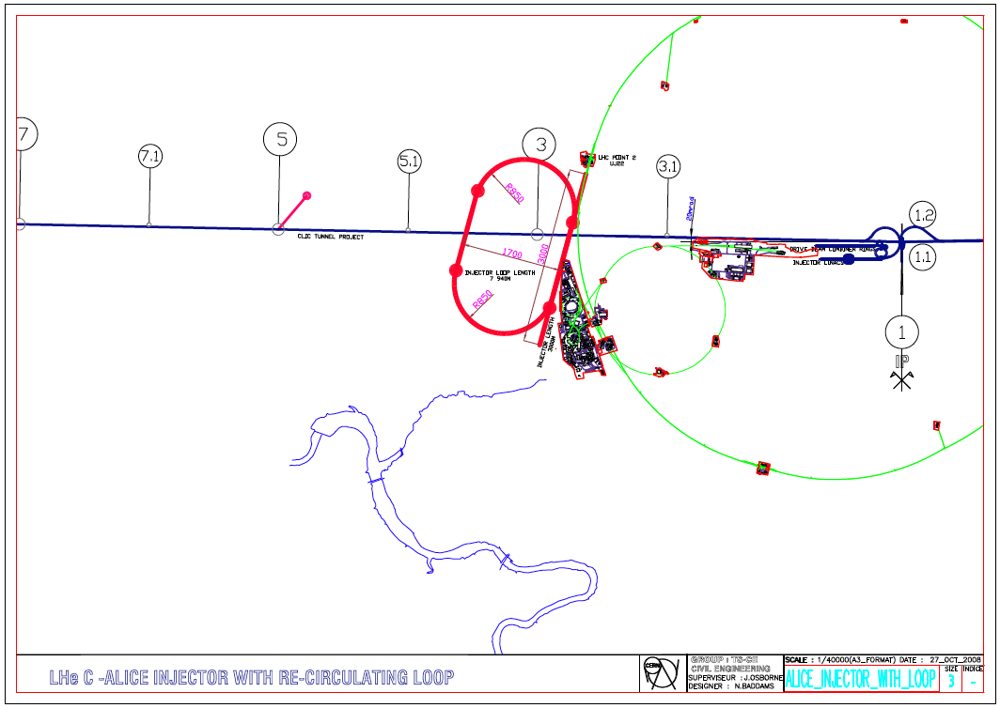 7
7.1
5
5.1
3
3.1
1.2
1.1
1
IP
LHC POINT 2
UJ22
20mrad
R850
1700
3000
R850
CLIC TUNNEL PROJECT
INJECTOR LOOP LENGTH
7 940M
INJECTOR LENGTH
3000M
DRIVE BEAM COMBINER RINGS
INJECTOR LINACS
LHe C -ALICE INJECTOR WITH RE-CIRCULATING LOOP
CERN
GROUP : TS-CE
CIVIL ENGINEERING
SUPERVISEUR : J.OSBORNE
DESIGNER : N.BADDAMS
SCALE : 1/40000(A3_FORMAT) DATE : 27_OCT_2008
ALICE_INJECTOR_WITH_LOOP
SIZE
3
INDICE
-